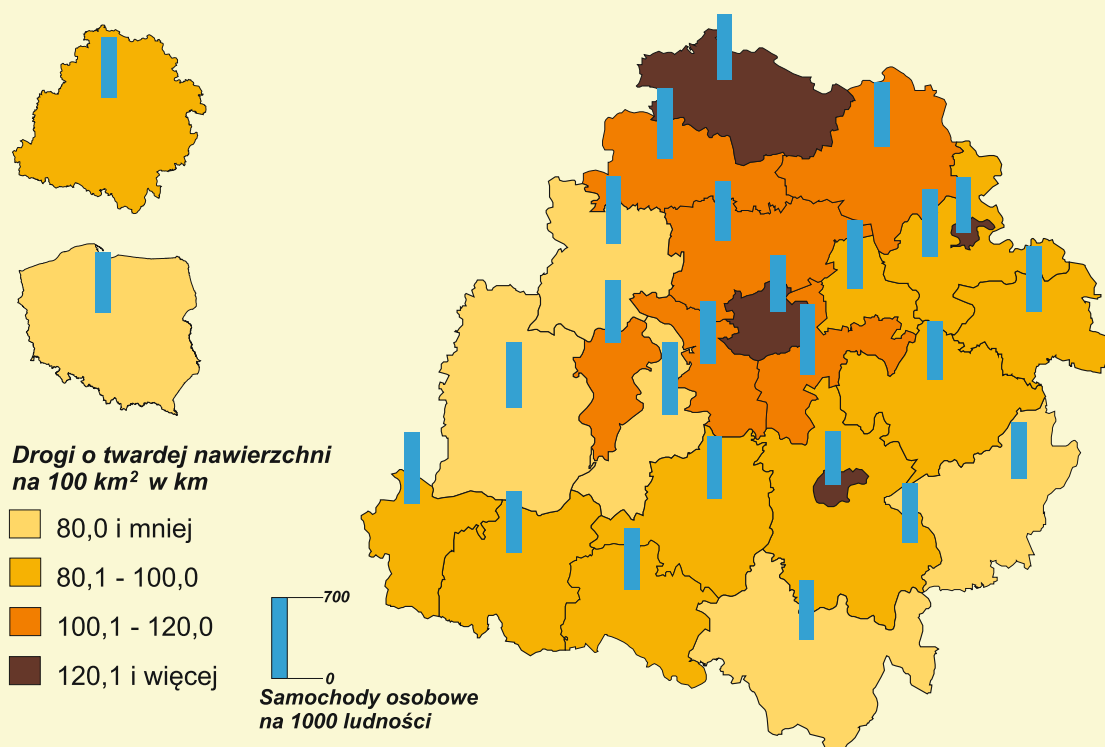 Drogi o twardej nawierzchni
na 100 km² w km
80,0 i mniej
80,1 - 100,0
100,1 - 120,0
120,1 i więcej
700
0
Samochody osobowe
na 1000 ludności